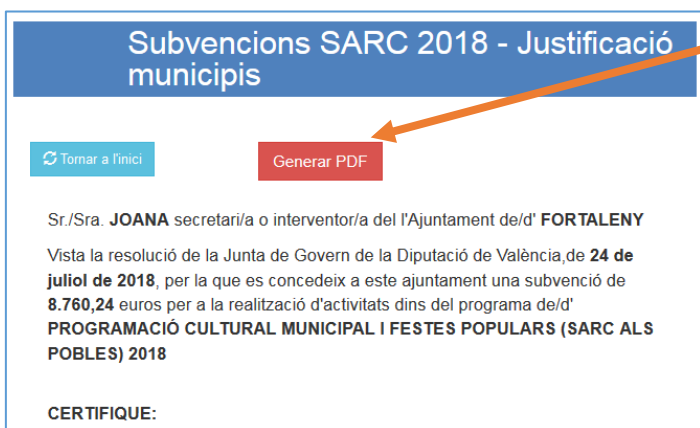 Subvencions SARC 2018 - Justificació
municipis
Tornar a l'inici
Generar PDF
Sr./Sra. JOANA secretari/a o interventor/a del l'Ajuntament de/d' FORTALENY
Vista la resolució de la Junta de Govern de la Diputació de València,de 24 de
juliol de 2018, per la que es concedeix a este ajuntament una subvenció de
8.760,24 euros per a la realització d'activitats dins del programa de/d'
PROGRAMACIÓ CULTURAL MUNICIPAL I FESTES POPULARS (SARC ALS
POBLES) 2018
CERTIFIQUE: